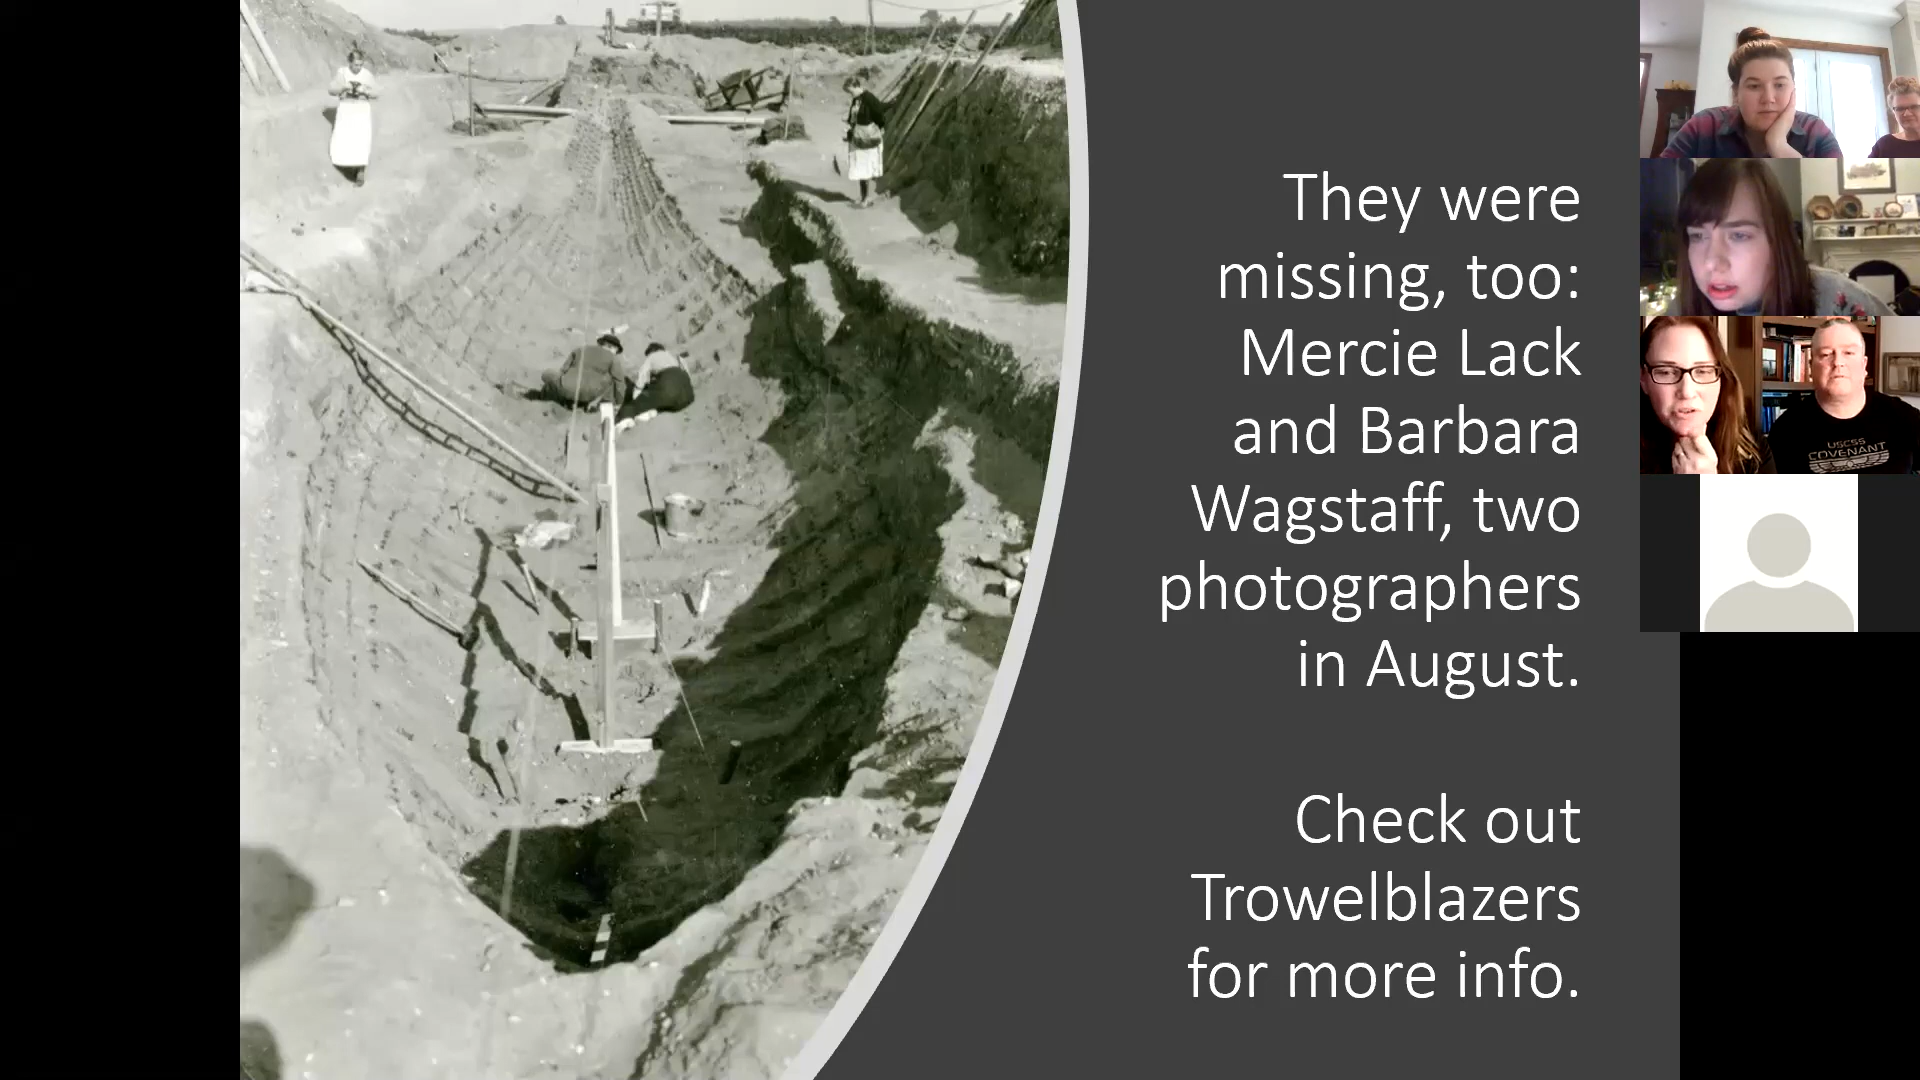 They were
missing, too:
Mercie Lack
and Barbara
Wagstaff, two
photographers
in August.
Check out
Trowelblazers
for more info.
USCSS
COVENANT